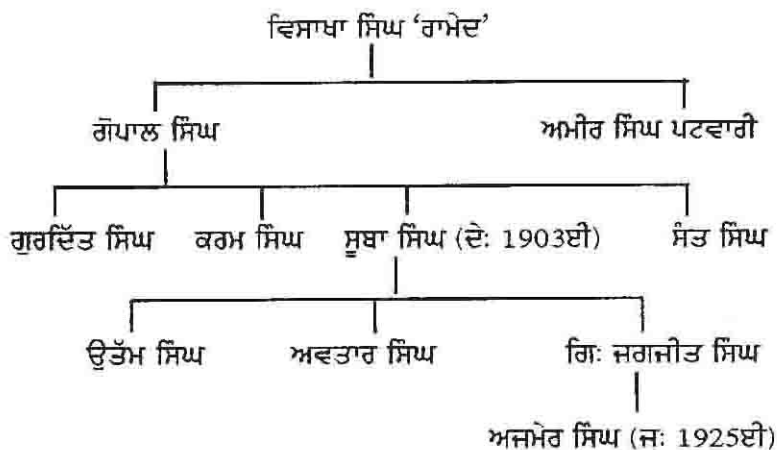 ਵਿਸਾਖਾ ਸਿੰਘ ‘ਰਾਮੇਦ’
ਗੋਪਾਲ ਸਿੰਘ ਅਮੀਰ ਸਿੰਘ ਪਟਵਾਰੀ
ਗੁਰਦਿੱਤ ਸਿੰਘ ਕਰਮ ਸਿੰਘ ਸੂਬਾ ਸਿੰਘ (ਦੇ: 1903ਈ) ਸੰਤ ਸਿੰਘ
ਉਤੱਮ ਸਿੰਘ ਅਵਤਾਰ ਸਿੰਘ ਗਿ: ਜਗਜੀਤ ਸਿੰਘ
ਅਜਮੇਰ ਸਿੰਘ (ਜ: 1925ਈ)